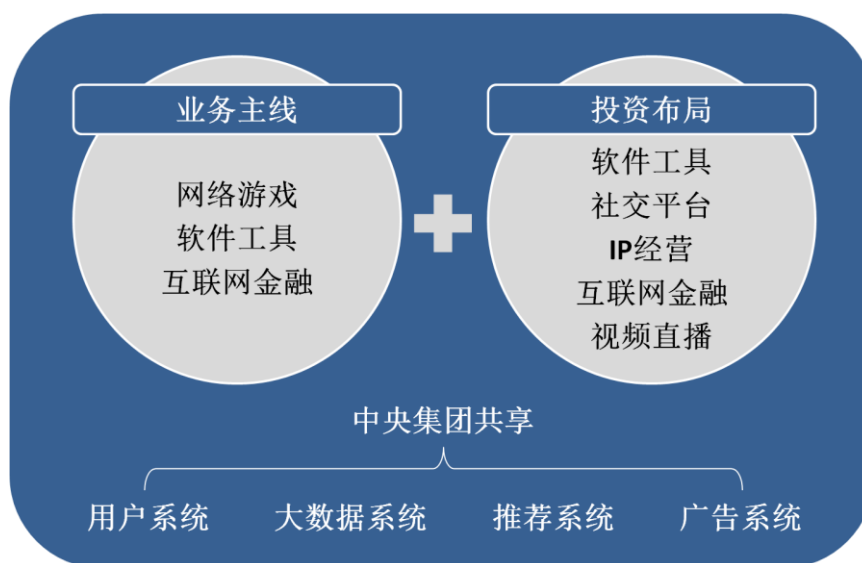 业务主线
网络游戏
软件工具
互联网金融
投资布局
软件工具
社交平台
IP经营
互联网金融
视频直播
中央集团共享
用户系统 大数据系统 推荐系统 广告系统